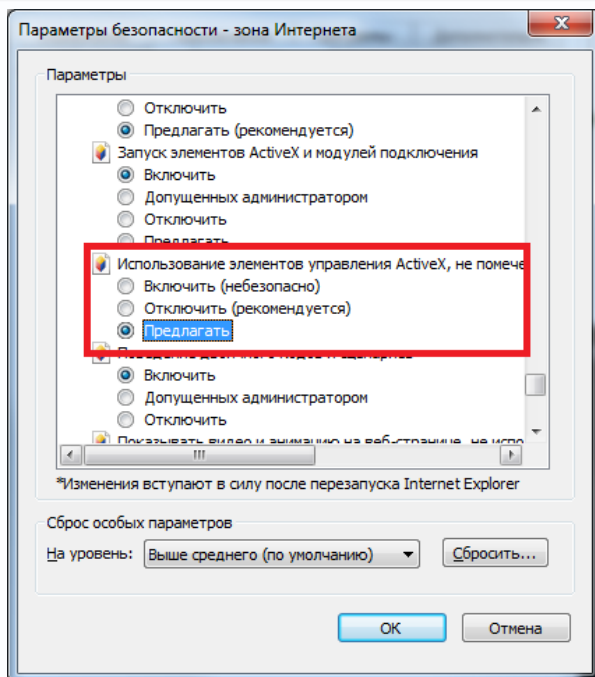 Параметры безопасности - зона Интернета
Параметры
Отключить
Предлагать (рекомендуется)
Запуск элементов ActiveX и модулей подключения
Включить
Допущенных администратором
Отключить
Предлагать
Использование элементов управления ActiveX, не помече
Включить (небезопасно)
Отключить (рекомендуется)
Предлагать
Включить
Допущенных администратором
Отключить
Показывать видео и анимацию на веб-странице, не испо
*Изменения вступают в силу после перезапуска Internet Explorer
Сброс особых параметров
На уровень: Выше среднего (по умолчанию) Сбросить...
ОК Отмена